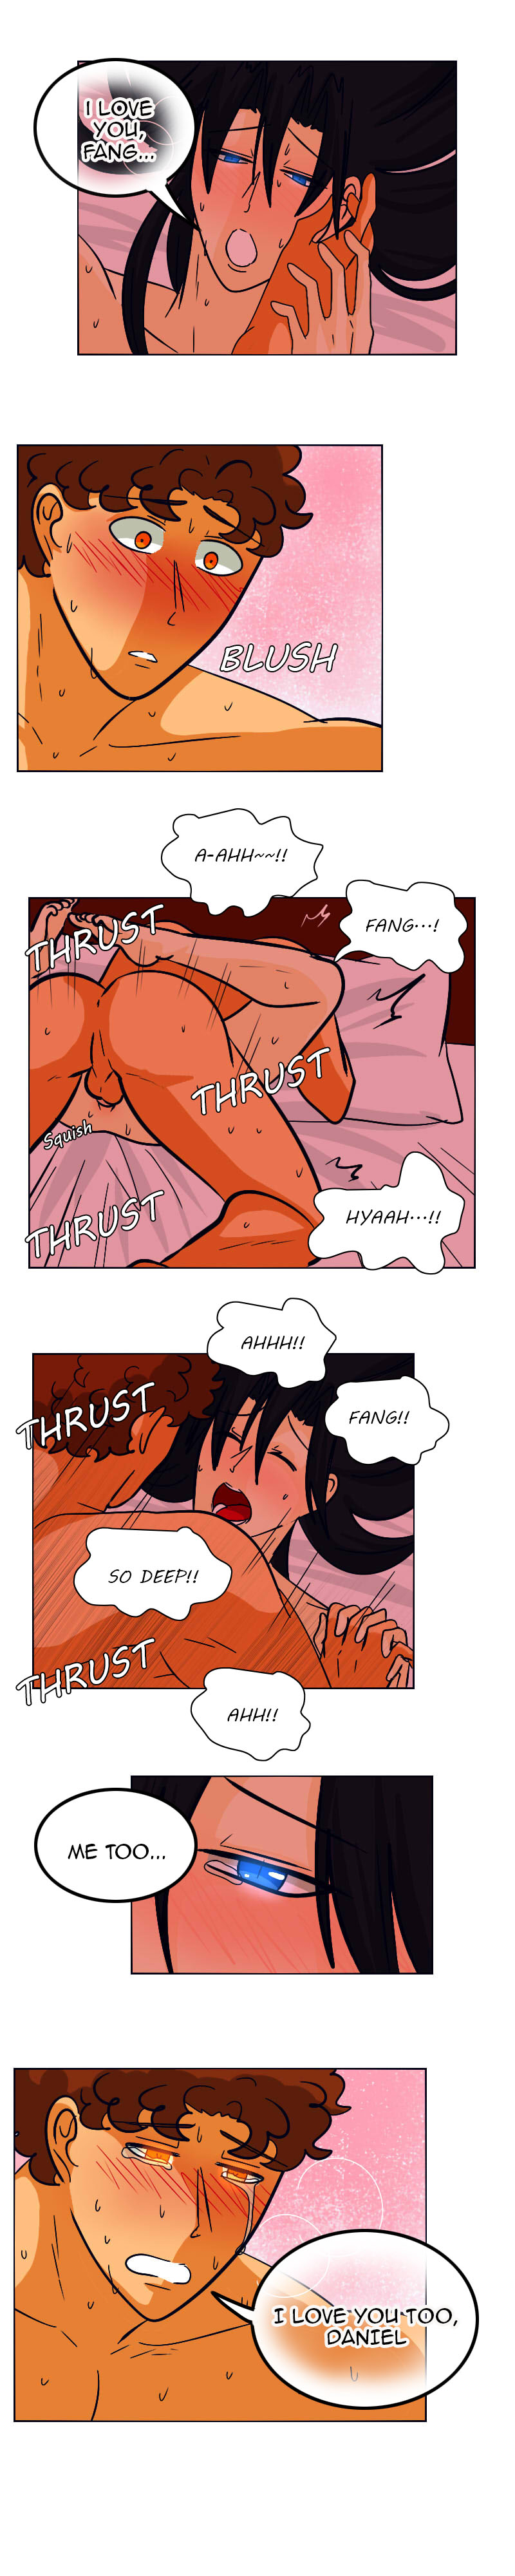 I LOVE
YOU,
FANG...
BLUSH
A-AHH~~!!
THRUST
FANG...!
THRUST
Squish
THRUST
HYAAH...!!
AHHH!!
THRUST
FANG!!
SO DEEP!!
THRUST
AHH!!
ME TOO...
I LOVE YOU TOO,
DANIEL